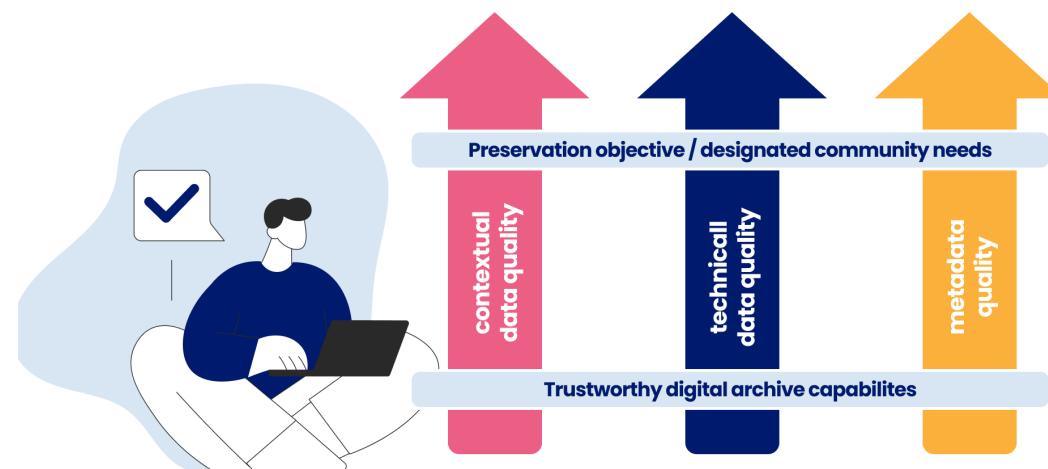 Preservation objective / designated community needs
contextual
data quality
technicall
data quality
metadata
quality
Trustworthy digital archive capabilites